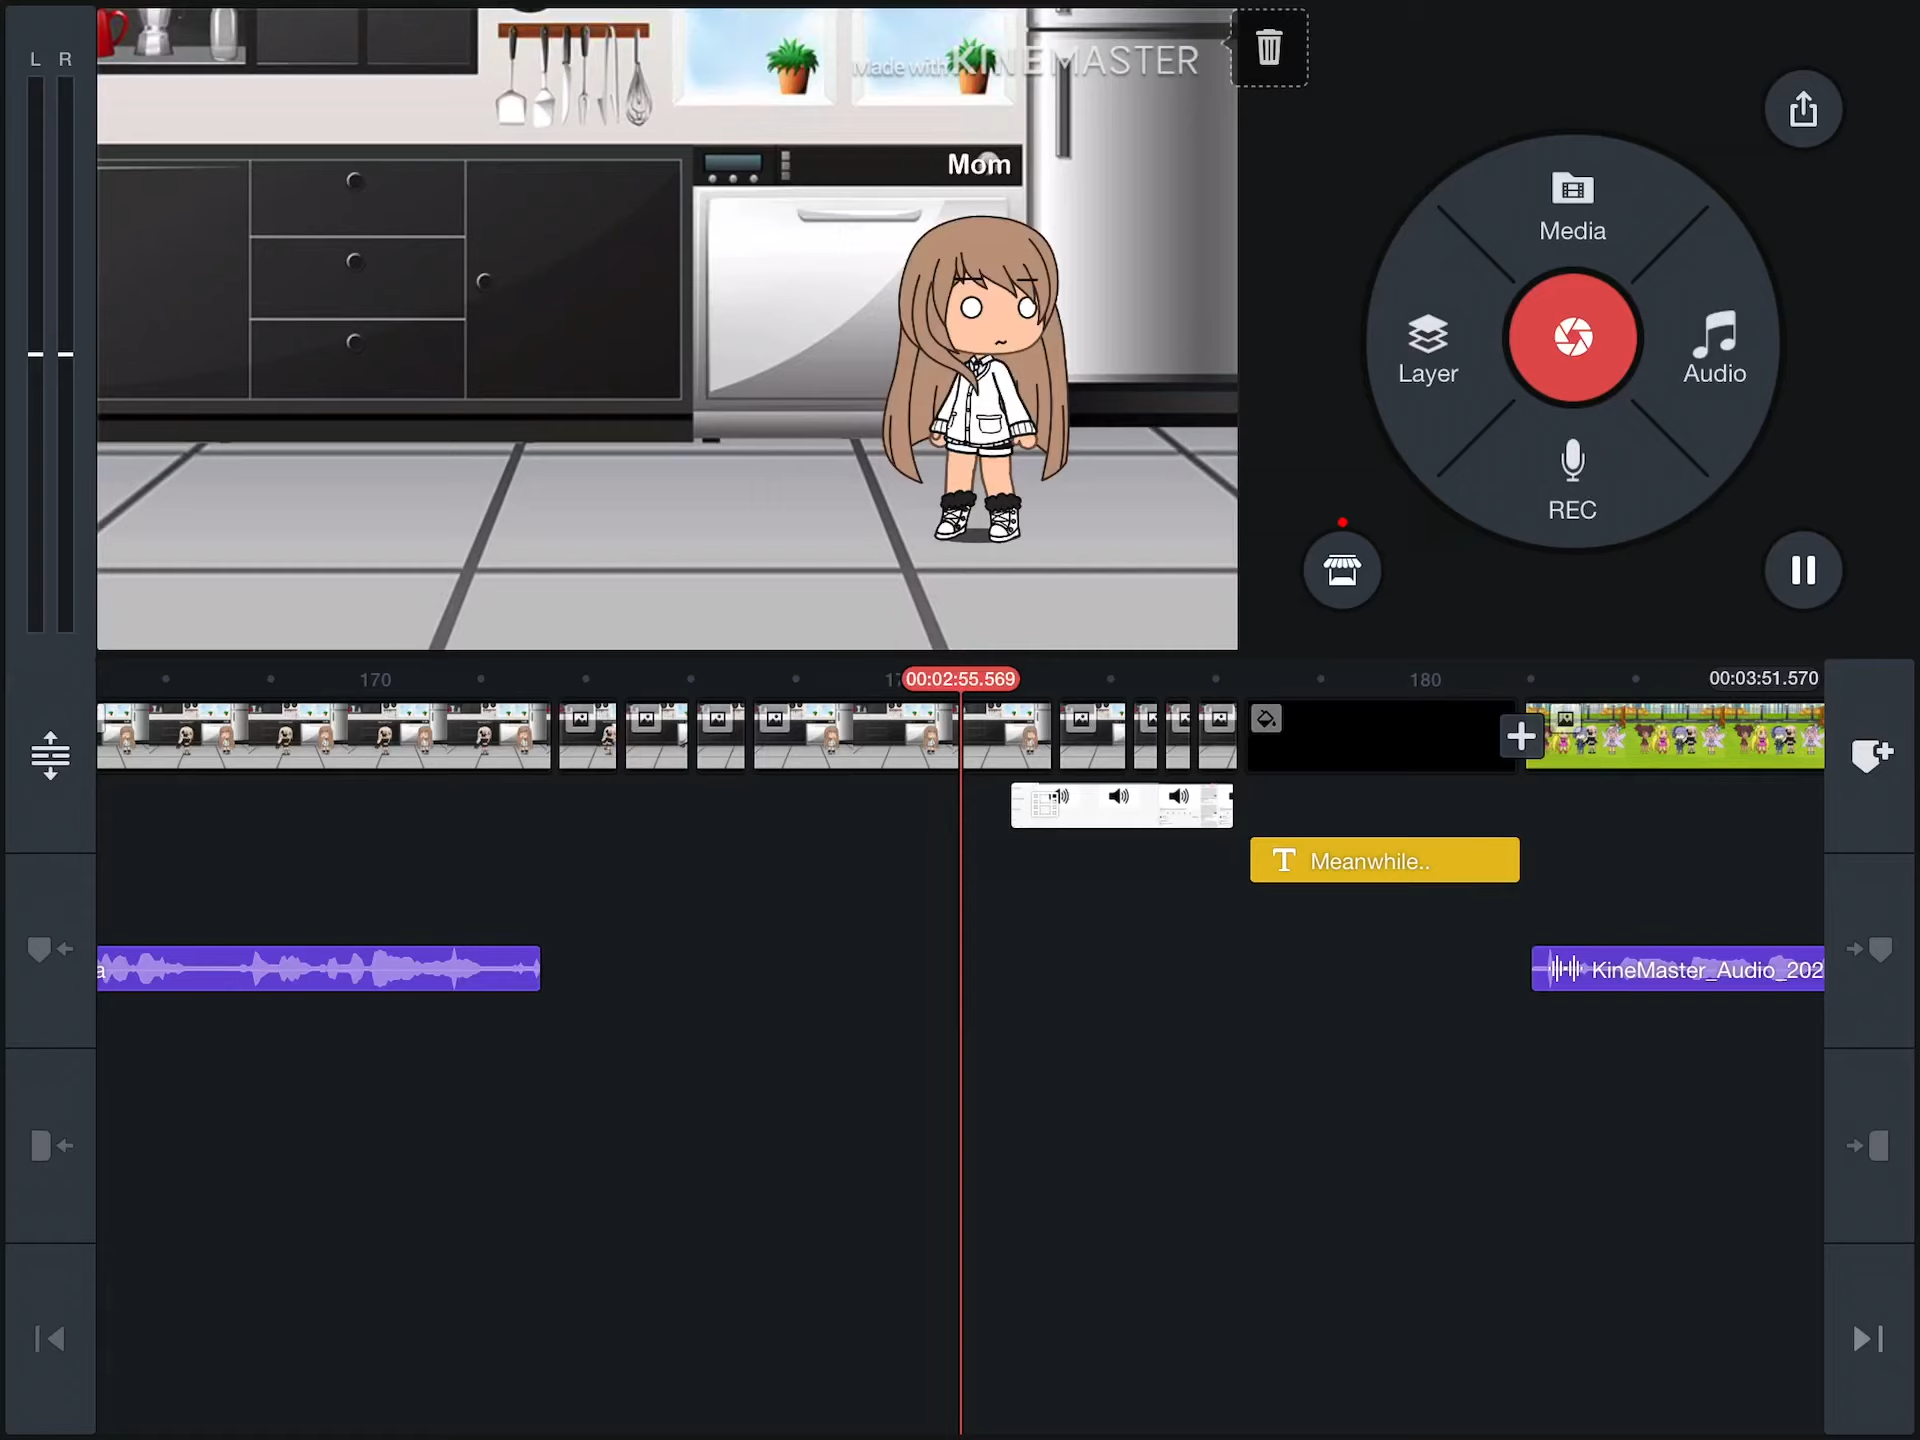 L R
Made with KINEMASTER
Mom
Media
Layer
Audio
REC
170
17
00:02:55.569
180
00:03:51.570
T Meanwhile..
a
KineMaster_Audio_202